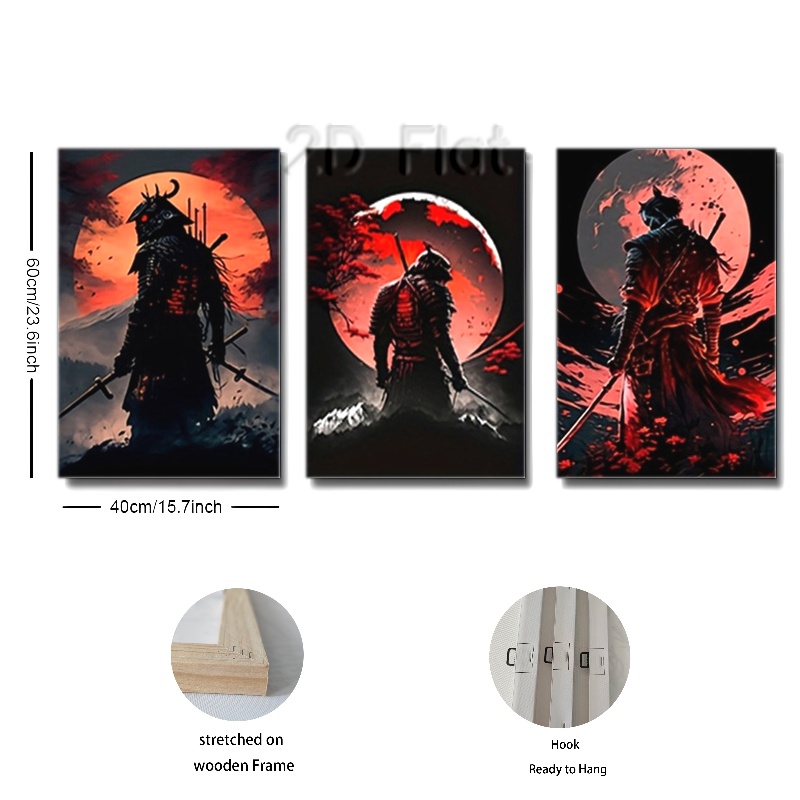 2D Flat
60cm/23.6inch
40cm/15.7inch
stretched on
wooden Frame
Hook
Ready to Hang